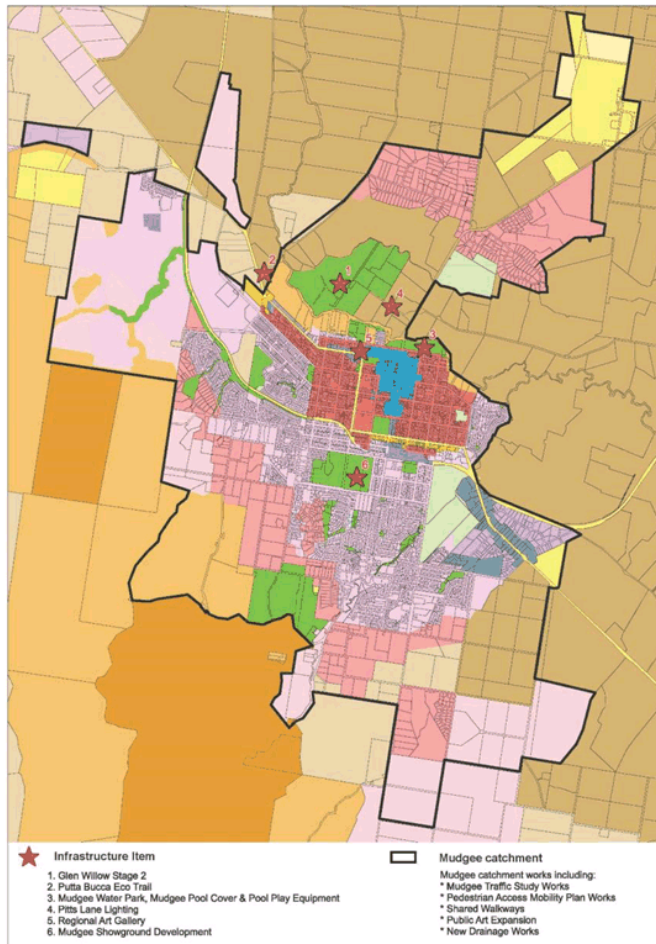 2
1
4
3
5
6
Infrastructure Item
1. Glen Willow Stage 2
2. Putta Bucca Eco Trail
3. Mudgee Water Park, Mudgee Pool Cover & Pool Play Equipment
4. Pitts Lane Lighting
5. Regional Art Gallery
6. Mudgee Showground Development
Mudgee catchment
Mudgee catchment works including:
* Mudgee Traffic Study Works
* Pedestrian Access Mobility Plan Works
* Shared Walkways
* Public Art Expansion
* New Drainage Works